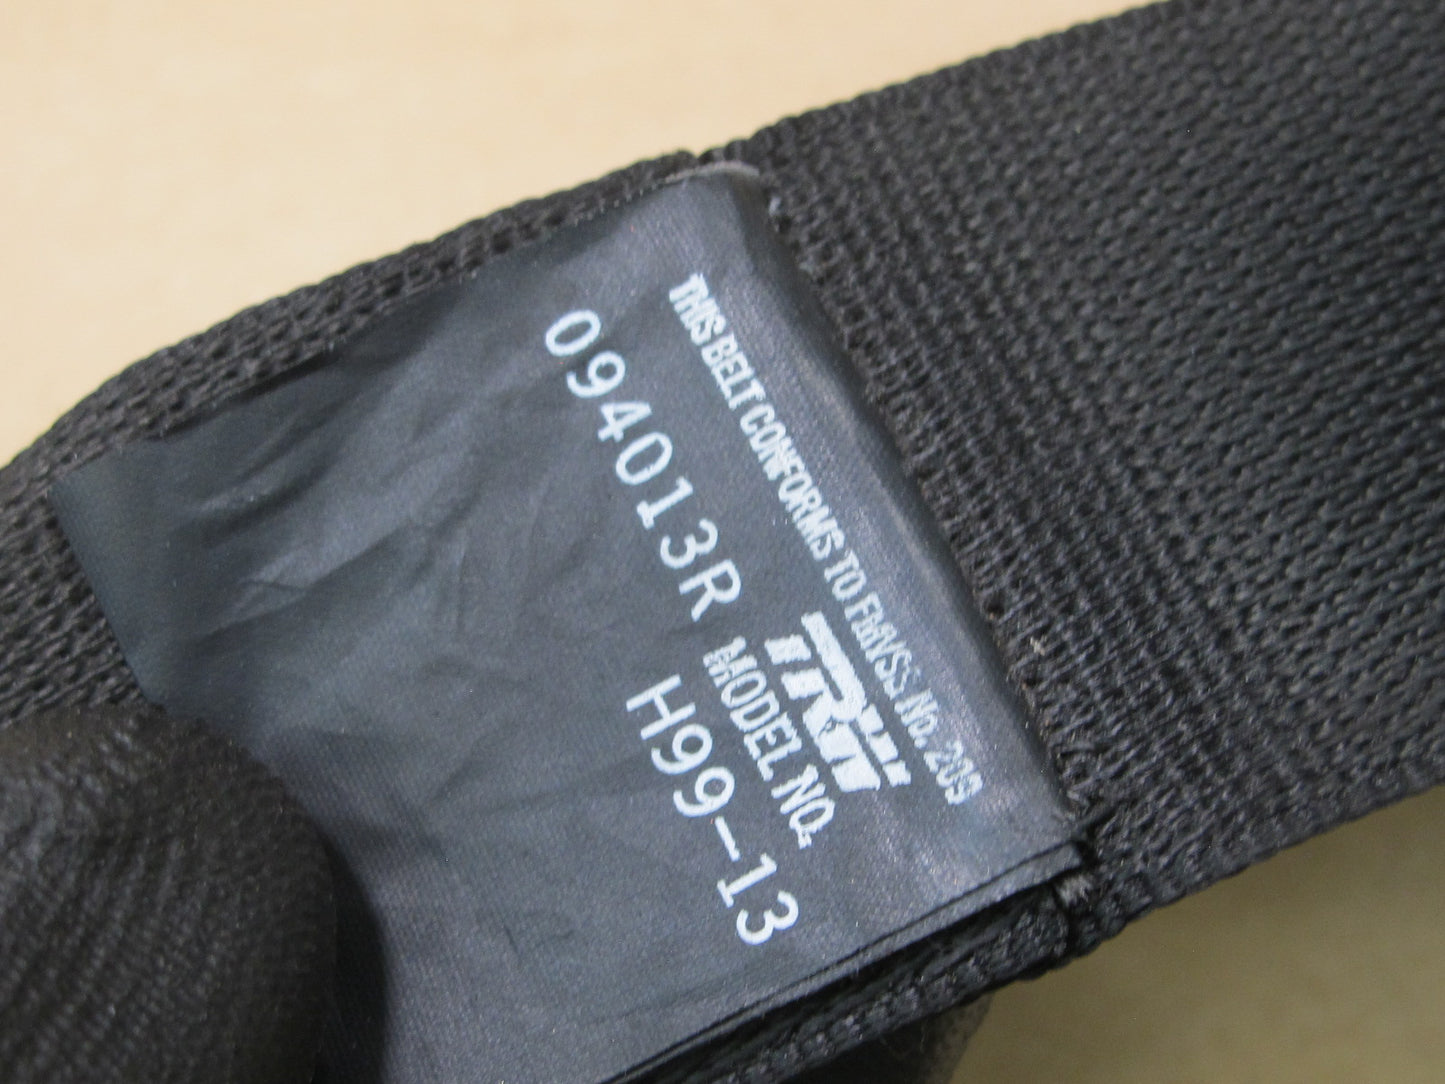 THIS BELT CONFORMS TO FMVSS No. 209
TRW
094013R MODEL NO.
H99-13